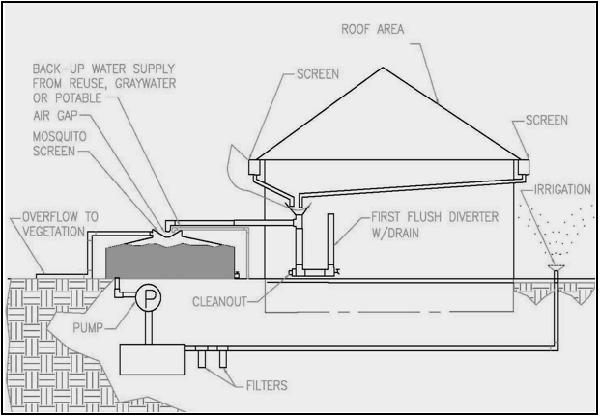 ROOF AREA
BACK-UP WATER SUPPLY
FROM REUSE, GRAYWATER
OR POTABLE
AIR GAP
MOSQUITO
SCREEN
SCREEN
SCREEN
IRRIGATION
OVERFLOW TO
VEGETATION
FIRST FLUSH DIVERTER
W/DRAIN
CLEANOUT
P
PUMP
FILTERS